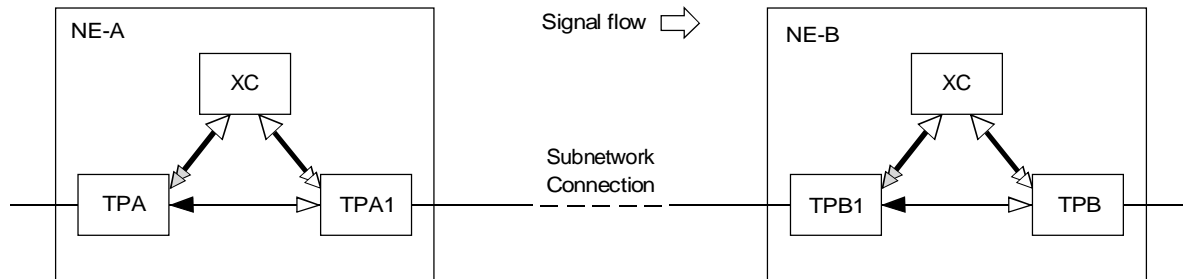 Signal flow
NE-A
NE-B
XC
XC
Subnetwork
Connection
TPA
TPA1
TPB1
TPB